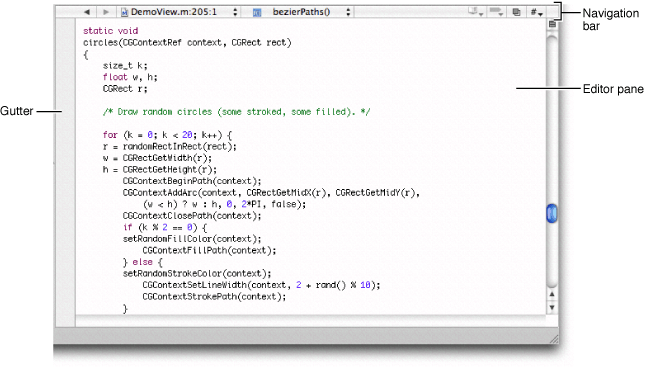 DemoView.m:205:1 bezierPaths() #
Navigation
bar
static void
circles(CGContextRef context, CGRect rect)
{
size_t k;
float w, h;
CGRect r;
Editor pane
Gutter
/* Draw random circles (some stroked, some filled). */
for (k = 0; k < 20; k++) {
r = randomRectInRect(rect);
w = CGRectGetWidth(r);
h = CGRectGetHeight(r);
CGContextBeginPath(context);
CGContextAddArc(context, CGRectGetMidX(r), CGRectGetMidY(r),
(w < h) ? w : h, 0, 2*PI, false);
CGContextClosePath(context);
if (k % 2 == 0) {
setRandomFillColor(context);
CGContextFillPath(context);
} else {
setRandomStrokeColor(context);
CGContextSetLineWidth(context, 2 + rand() % 10);
CGContextStrokePath(context);
}